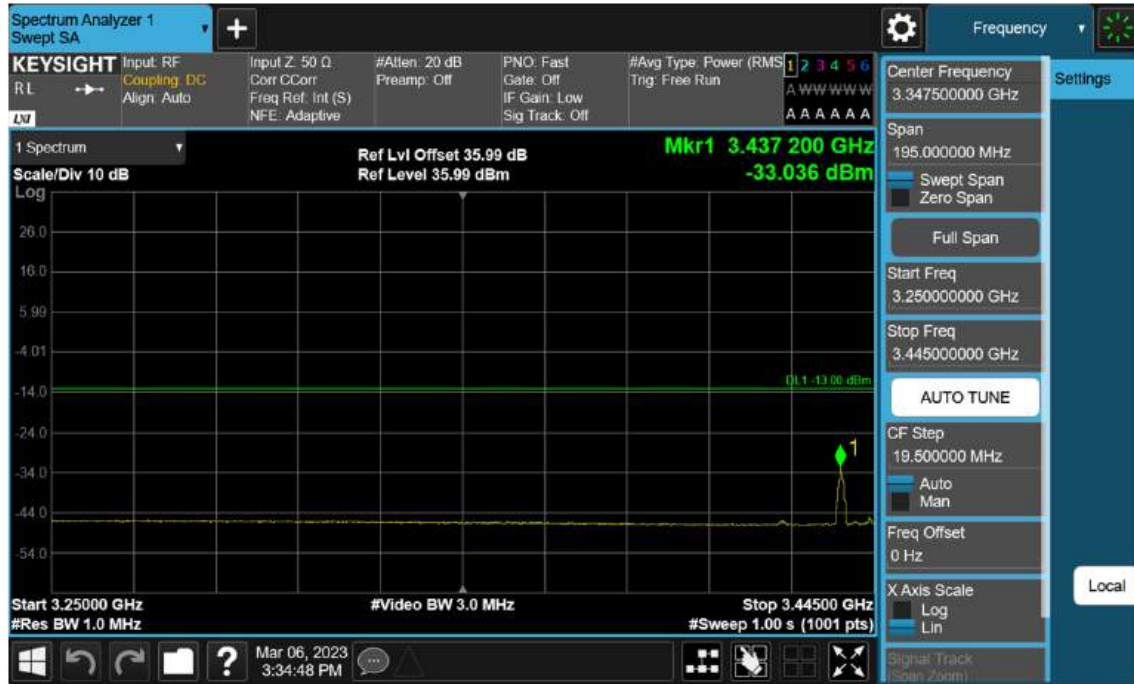 Spectrum Analyzer 1
Swept SA
+
Frequency
KEYSIGHT
RL
LXI
Input: RF
Coupling: DC
Align: Auto
Input Z: 50 Ω
Corr CCorr
Freq Ref: Int (S)
NFE: Adaptive
#Atten: 20 dB
Preamp: Off
PNO: Fast
Gate: Off
IF Gain: Low
Sig Track: Off
#Avg Type: Power (RMS
Trig: Free Run
1 2 3 4 5 6
A W W W W W
A A A A A A
1 Spectrum
Scale/Div 10 dB
Ref Lvl Offset 35.99 dB
Ref Level 35.99 dBm
Mkr1 3.437 200 GHz
-33.036 dBm
Log
26.0
16.0
5.99
-4.01
DL1 -13.00 dBm
-14.0
-24.0
1
-34.0
-44.0
-54.0
Start 3.25000 GHz
#Res BW 1.0 MHz
#Video BW 3.0 MHz
Stop 3.44500 GHz
#Sweep 1.00 s (1001 pts)
?
Mar 06, 2023
3:34:48 PM
Center Frequency
3.347500000 GHz
Span
195.000000 MHz
Swept Span
Zero Span
Full Span
Start Freq
3.250000000 GHz
Stop Freq
3.445000000 GHz
AUTO TUNE
CF Step
19.500000 MHz
Auto
Man
Freq Offset
0 Hz
X Axis Scale
Log
Lin
Signal Track
(Span Zoom)
Settings
Local